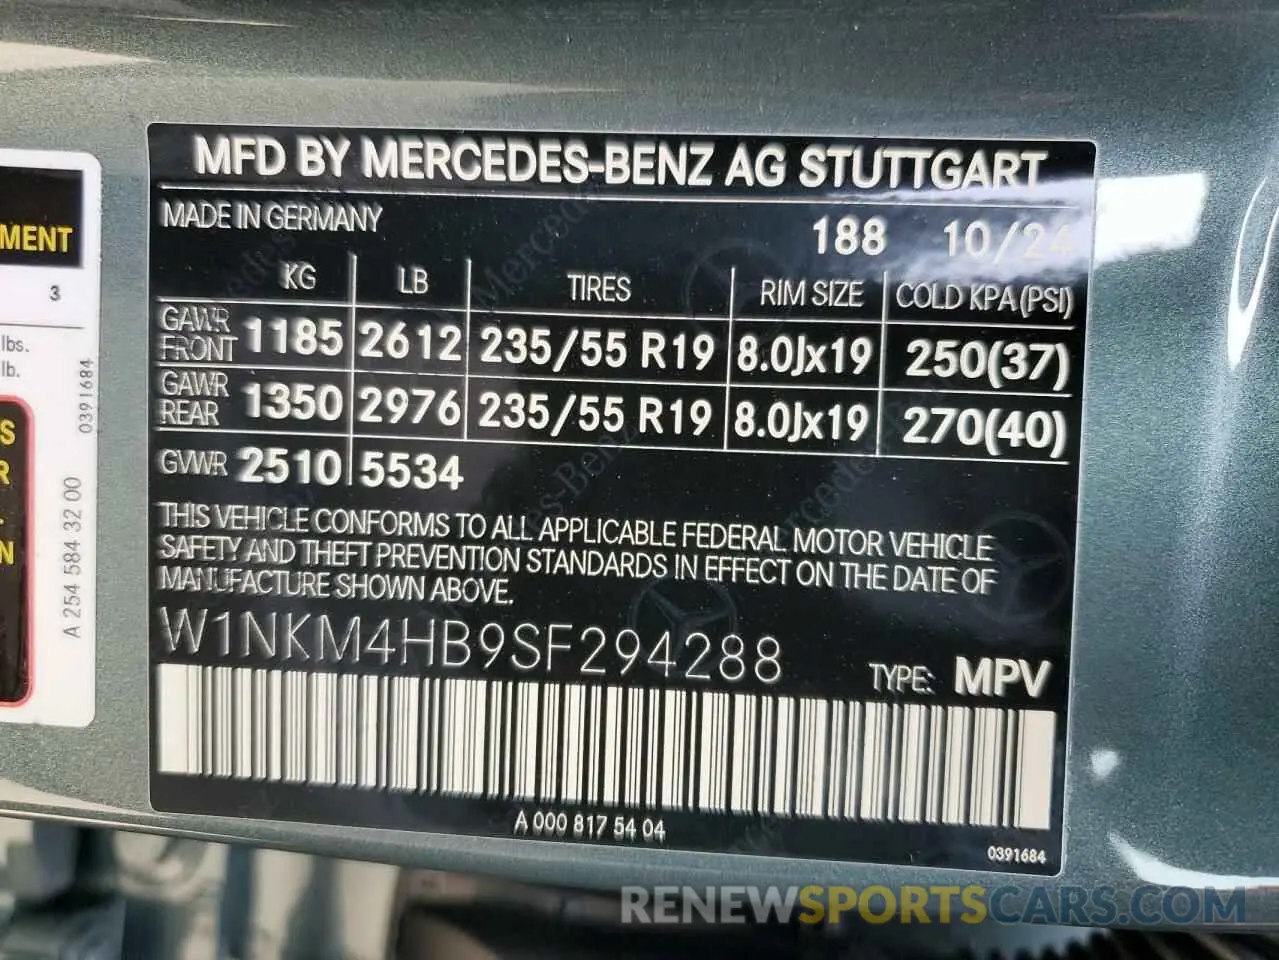 MFD BY MERCEDES-BENZ AG STUTTGART
MADE IN GERMANY 188 10/24
KG LB TIRES RIM SIZE COLD KPA (PSI)
GAWR FRONT 1185 2612 235/55 R19 8.0Jx19 250(37)
GAWR REAR 1350 2976 235/55 R19 8.0Jx19 270(40)
GVWR 2510 5534
THIS VEHICLE CONFORMS TO ALL APPLICABLE FEDERAL MOTOR VEHICLE
SAFETY AND THEFT PREVENTION STANDARDS IN EFFECT ON THE DATE OF
MANUFACTURE SHOWN ABOVE.
W1NKM4HB9SF294288 TYPE: MPV
A 000 817 54 04
0391684
MENT
3
lbs.
lb.
0391684
S
R
N
A 254 584 32 00
RENEWSPORTSCARS.COM